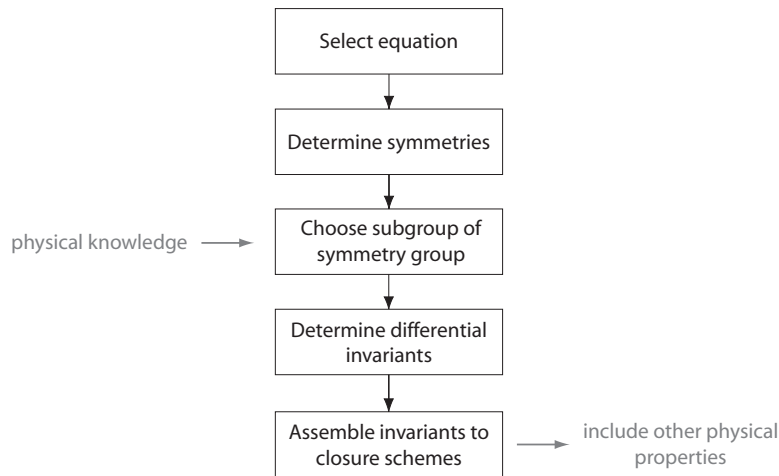 Select equation
Determine symmetries
physical knowledge
Choose subgroup of
symmetry group
Determine differential
invariants
Assemble invariants to
closure schemes
include other physical
properties